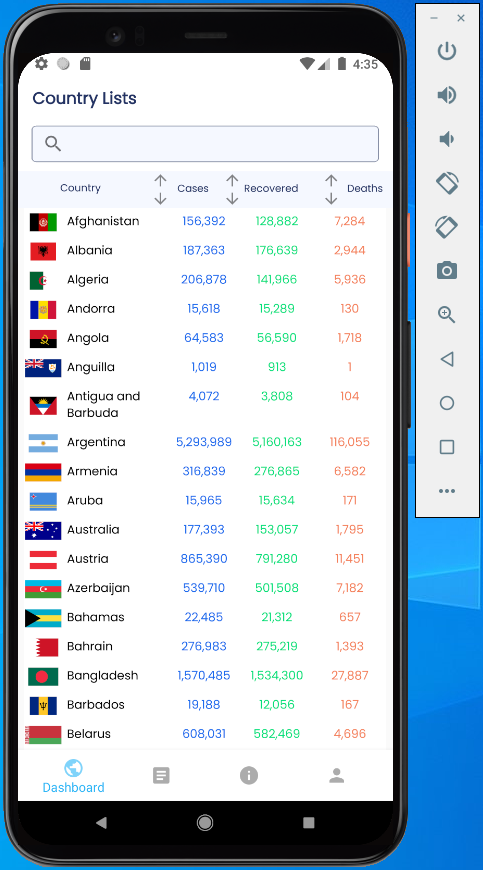 4:35
Country Lists
Country Cases Recovered Deaths
Afghanistan 156,392 128,882 7,284
Albania 187,363 176,639 2,944
Algeria 206,878 141,966 5,936
Andorra 15,618 15,289 130
Angola 64,583 56,590 1,718
Anguilla 1,019 913 1
Antigua and 4,072 3,808 104
Barbuda
Argentina 5,293,989 5,160,163 116,055
Armenia 316,839 276,865 6,582
Aruba 15,965 15,634 171
Australia 177,393 153,057 1,795
Austria 865,390 791,280 11,451
Azerbaijan 539,710 501,508 7,182
Bahamas 22,485 21,312 657
Bahrain 276,983 275,219 1,393
Bangladesh 1,570,485 1,534,300 27,887
Barbados 19,188 12,056 167
Belarus 608,031 582,469 4,696
Dashboard